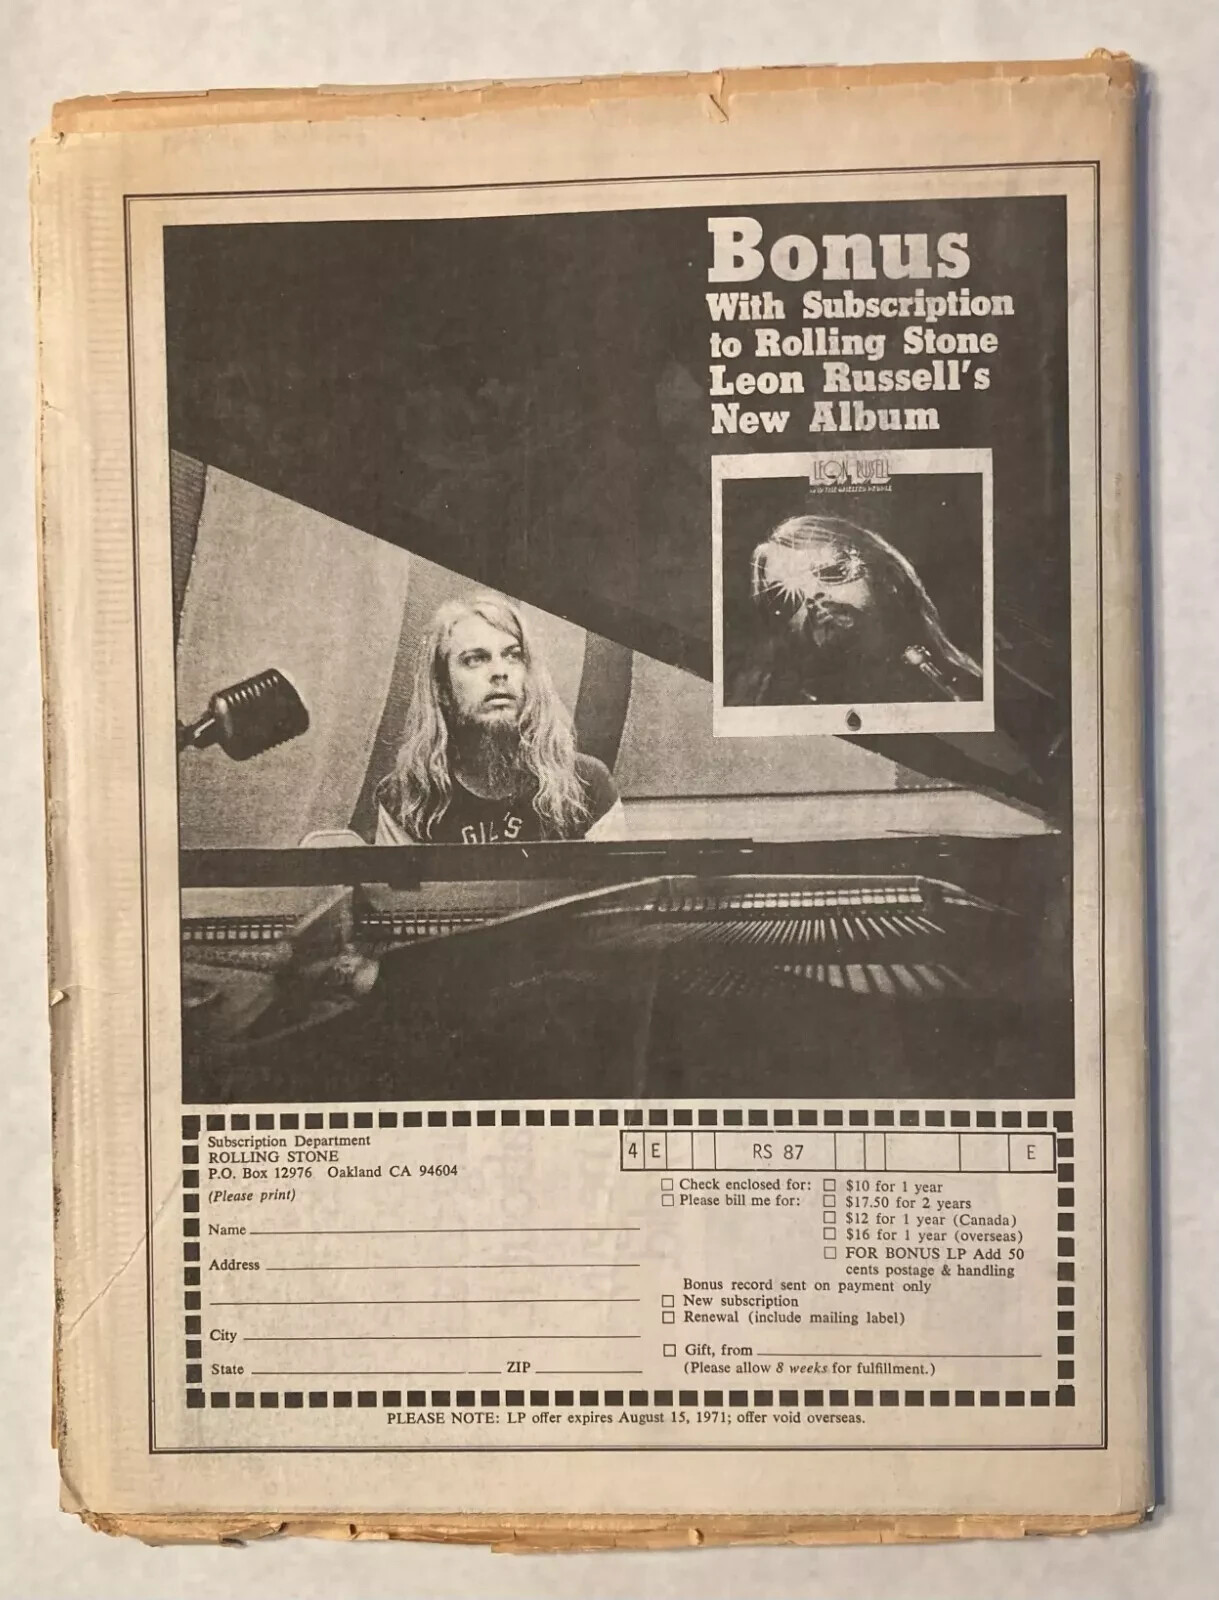 Bonus
With Subscription
to Rolling Stone
Leon Russell's
New Album
LEON RUSSELL
GIL'S
Subscription Department
ROLLING STONE
P.O. Box 12976 Oakland CA 94604
(Please print)
Name
Address
City
State ZIP
4 E RS 87 E
☐ Check enclosed for: ☐ $10 for 1 year
☐ Please bill me for: ☐ $17.50 for 2 years
☐ $12 for 1 year (Canada)
☐ $16 for 1 year (overseas)
☐ FOR BONUS LP Add 50
cents postage & handling
Bonus record sent on payment only
☐ New subscription
☐ Renewal (include mailing label)
☐ Gift, from
(Please allow 8 weeks for fulfillment.)
PLEASE NOTE: LP offer expires August 15, 1971; offer void overseas.